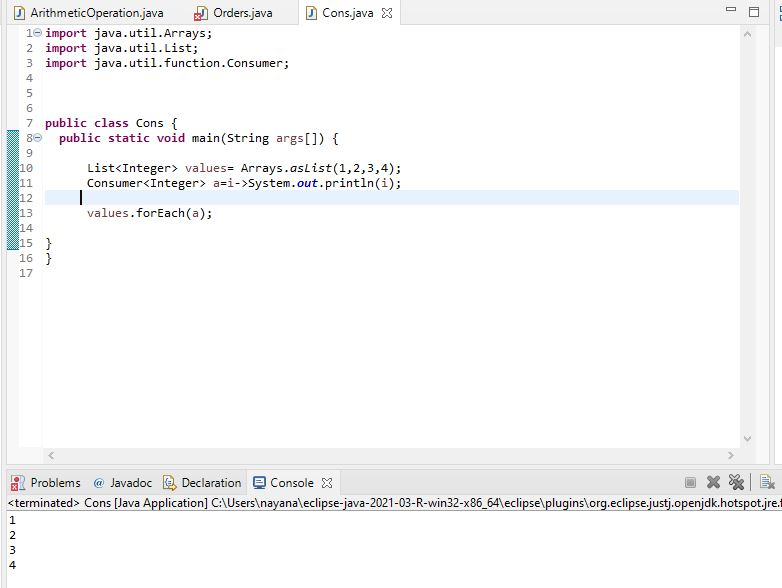 ArithmeticOperation.java Orders.java Cons.java
1 import java.util.Arrays;
2 import java.util.List;
3 import java.util.function.Consumer;
4
5
6
7 public class Cons {
8 public static void main(String args[]) {
9
10 List<Integer> values= Arrays.asList(1,2,3,4);
11 Consumer<Integer> a=i->System.out.println(i);
12
13 values.forEach(a);
14
15 }
16 }
17
Problems @ Javadoc Declaration Console
<terminated> Cons [Java Application] C:\Users\nayana\eclipse-java-2021-03-R-win32-x86_64\eclipse\plugins\org.eclipse.justj.openjdk.hotspot.jre.f
1
2
3
4